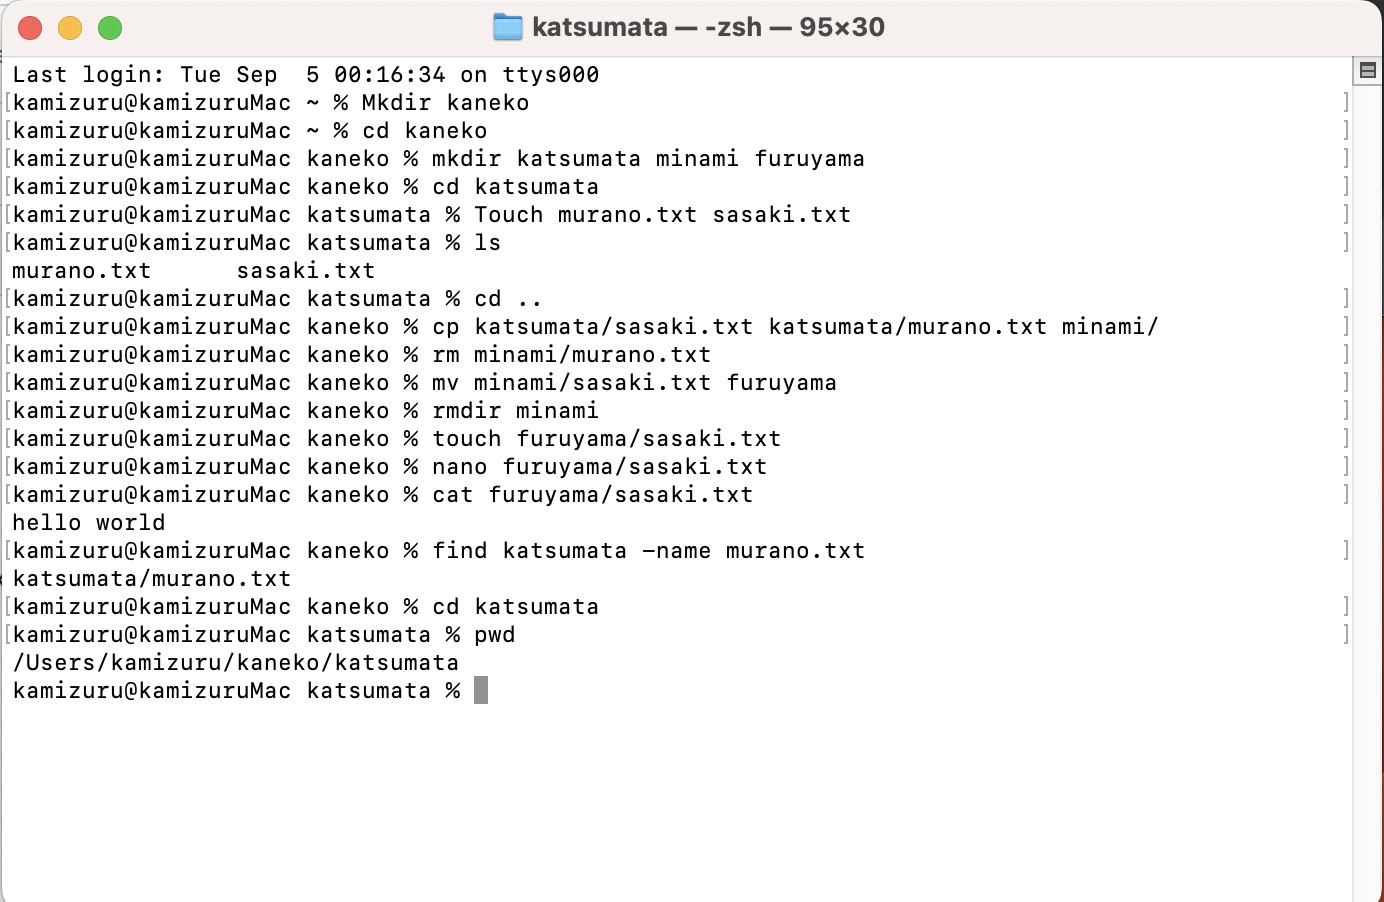 katsumata — -zsh — 95×30
Last login: Tue Sep  5 00:16:34 on ttys000
[kamizuru@kamizuruMac ~ % Mkdir kaneko ]
[kamizuru@kamizuruMac ~ % cd kaneko ]
[kamizuru@kamizuruMac kaneko % mkdir katsumata minami furuyama ]
[kamizuru@kamizuruMac kaneko % cd katsumata ]
[kamizuru@kamizuruMac katsumata % Touch murano.txt sasaki.txt ]
[kamizuru@kamizuruMac katsumata % ls ]
murano.txt      sasaki.txt
[kamizuru@kamizuruMac katsumata % cd .. ]
[kamizuru@kamizuruMac kaneko % cp katsumata/sasaki.txt katsumata/murano.txt minami/ ]
[kamizuru@kamizuruMac kaneko % rm minami/murano.txt ]
[kamizuru@kamizuruMac kaneko % mv minami/sasaki.txt furuyama ]
[kamizuru@kamizuruMac kaneko % rmdir minami ]
[kamizuru@kamizuruMac kaneko % touch furuyama/sasaki.txt ]
[kamizuru@kamizuruMac kaneko % nano furuyama/sasaki.txt ]
[kamizuru@kamizuruMac kaneko % cat furuyama/sasaki.txt ]
hello world
[kamizuru@kamizuruMac kaneko % find katsumata -name murano.txt ]
katsumata/murano.txt
[kamizuru@kamizuruMac kaneko % cd katsumata ]
[kamizuru@kamizuruMac katsumata % pwd ]
/Users/kamizuru/kaneko/katsumata
kamizuru@kamizuruMac katsumata %